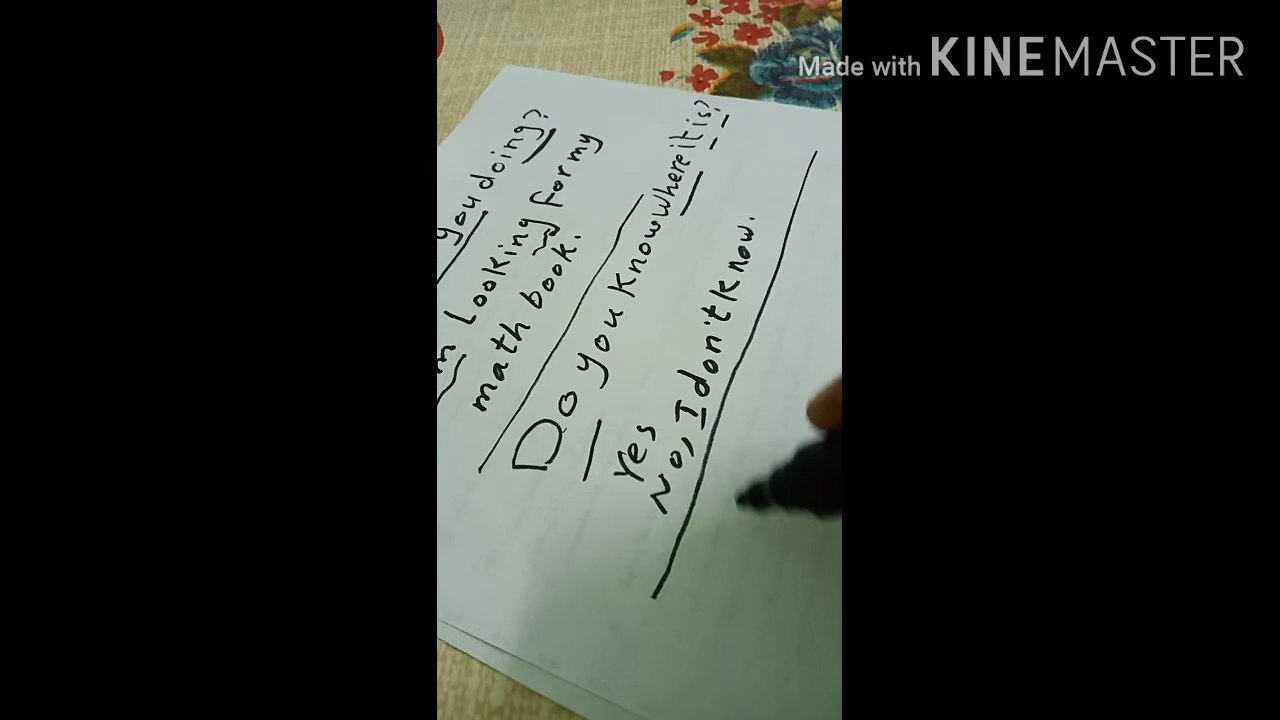 Made with KINEMASTER
you doing?
m Looking for my
math book.
Do you know where it is?
Yes
No, I don't know.